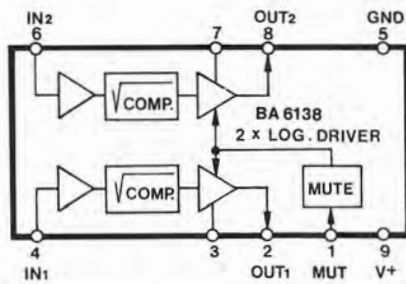 IN2 OUT2 GND
6 7 8 5
√COMP.
BA 6138
2 x LOG. DRIVER
√COMP.
MUTE
4 3 2 1 9
IN1 OUT1 MUT V+